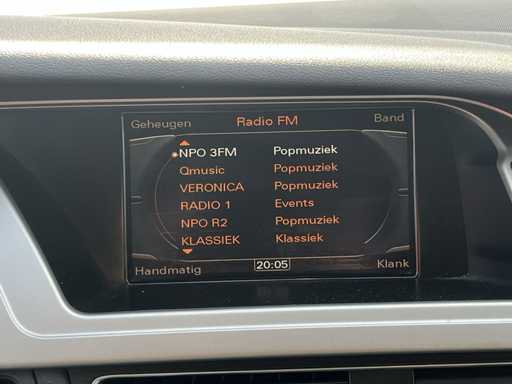 Geheugen Radio FM Band
NPO 3FM Popmuziek
Qmusic Popmuziek
VERONICA Popmuziek
RADIO 1 Events
NPO R2 Popmuziek
KLASSIEK Klassiek
Handmatig 20:05 Klank